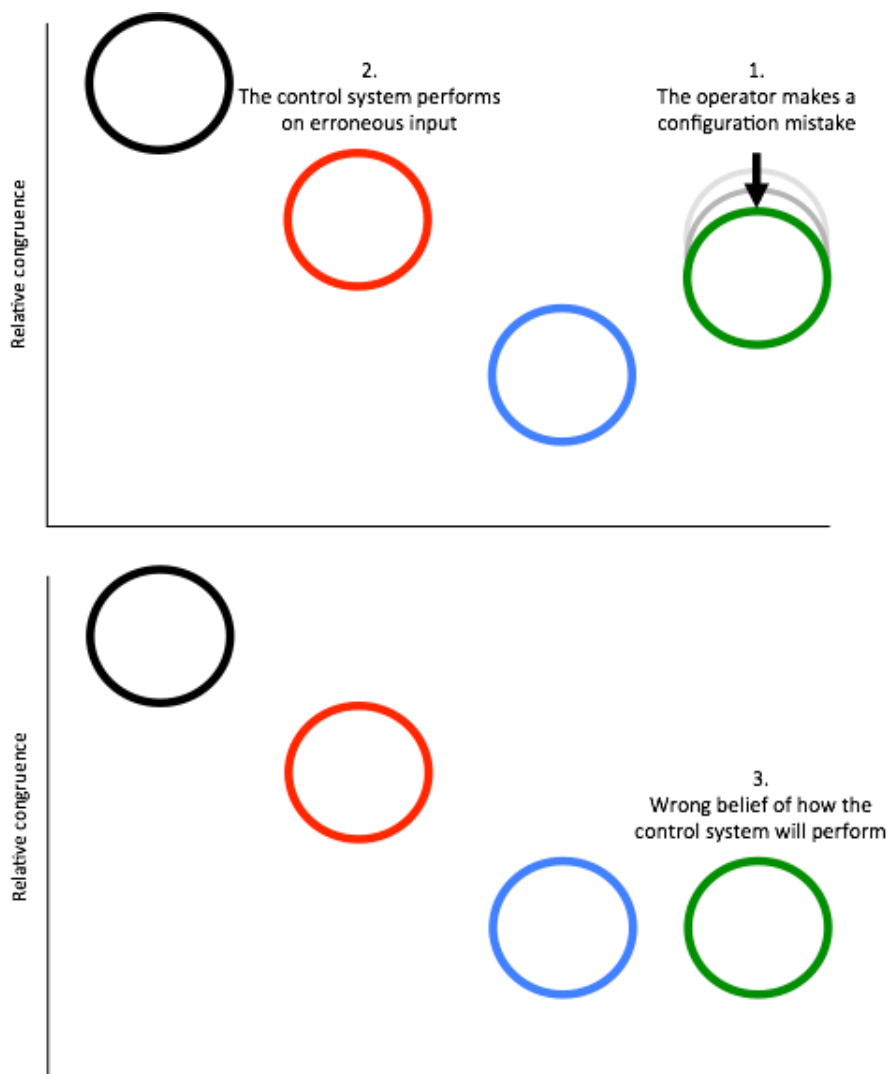 2.
The control system performs
on erroneous input
1.
The operator makes a
configuration mistake
Relative congruence
3.
Wrong belief of how the
control system will perform
Relative congruence